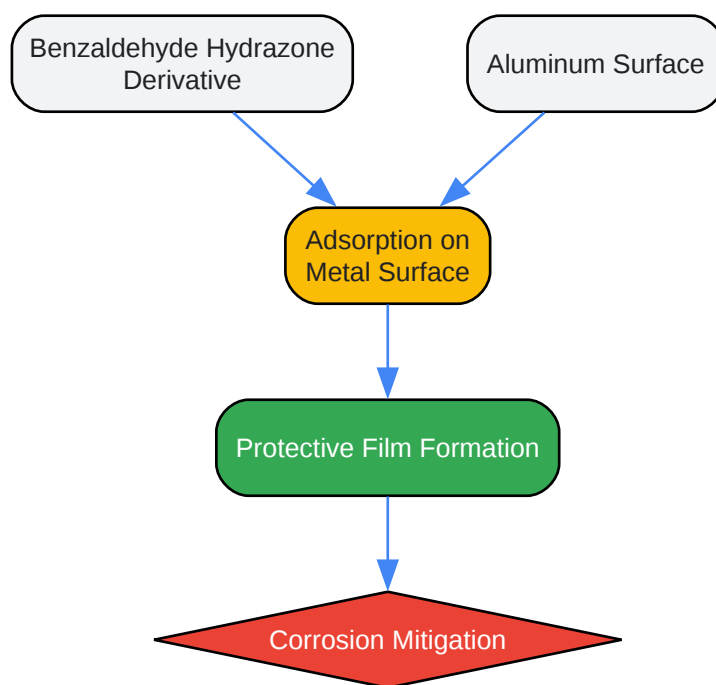 Benzaldehyde Hydrazone
Derivative
Aluminum Surface
Adsorption on
Metal Surface
Protective Film Formation
Corrosion Mitigation